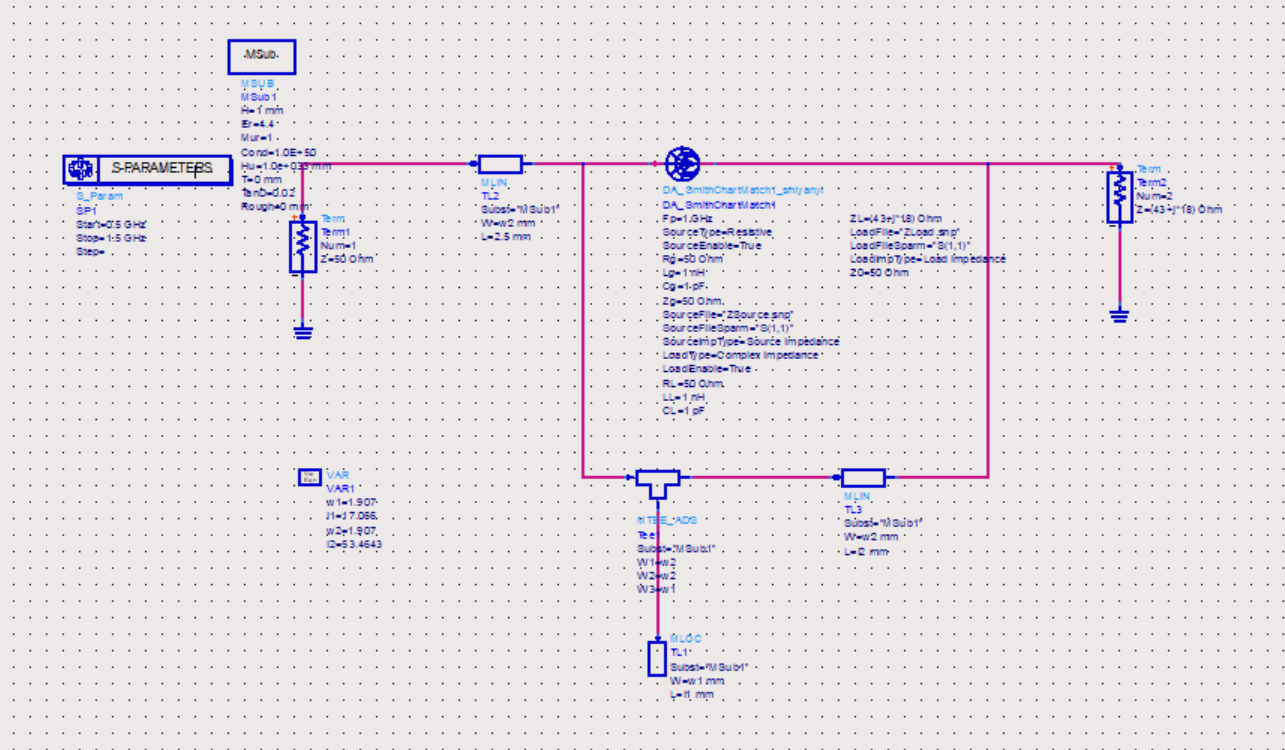 MSub
MSUB
MSub1
H=1 mm
Er=4.4
Mur=1
Cond=1.0E+50
Hu=1.0e+033 mm
T=0 mm
TanD=0.02
Rough=0 mm
S-PARAMETERS
S_Param
SP1
Start=0.5 GHz
Stop=1.5 GHz
Step=
Term
Term1
Num=1
Z=50 Ohm
MLIN
TL2
Subst="MSub1"
W=w2 mm
L=2.5 mm
DA_SmithChartMatch1_shiyanyi
DA_SmithChartMatch1
Fp=1 GHz
SourceType=Resistive
SourceEnable=True
Rg=50 Ohm
Lg=1 nH
Cg=1 pF
Zg=50 Ohm
SourceFile="ZSource.snp"
SourceFileSparm="S(1,1)"
SourceImpType=Source Impedance
LoadType=Complex Impedance
LoadEnable=True
RL=50 Ohm
LL=1 nH
CL=1 pF
ZL=(43+j*18) Ohm
LoadFile="ZLoad.snp"
LoadFileSparm="S(1,1)"
LoadImpType=Load Impedance
Z0=50 Ohm
Term
Term2
Num=2
Z=(43+j*18) Ohm
VAR
VAR1
w1=1.907
l1=17.066
w2=1.907
l2=53.4643
MTEE_ADS
Tee1
Subst="MSub1"
W1=w2
W2=w2
W3=w1
MLIN
TL3
Subst="MSub1"
W=w2 mm
L=l2 mm
MLOC
TL1
Subst="MSub1"
W=w1 mm
L=l1 mm